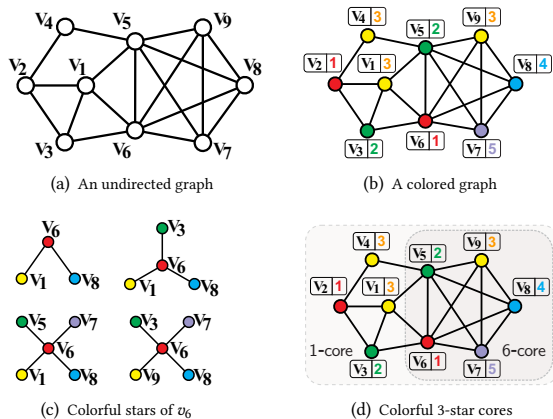 V4 V5 V9
V2 V1 V8
V3 V6 V7
(a) An undirected graph
V4 3 V5 2 V9 3
V2 1 V1 3 V8 4
V3 2 V6 1 V7 5
(b) A colored graph
V6 V1 V8
V3 V6 V1 V8
V5 V7 V6 V1 V8
V3 V7 V6 V9 V8
(c) Colorful stars of v6
V4 3 V5 2 V9 3
V2 1 V1 3 V8 4
1-core 6-core
V3 2 V6 1 V7 5
(d) Colorful 3-star cores